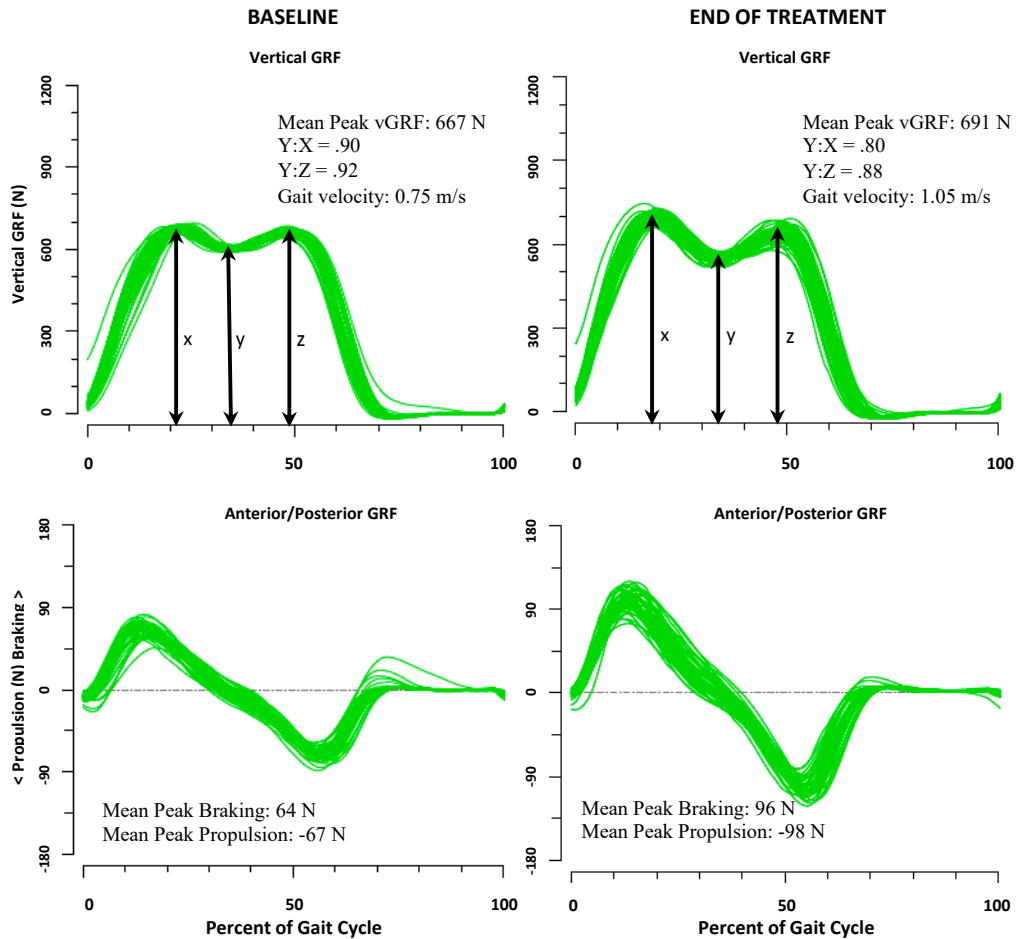 BASELINE
END OF TREATMENT
Vertical GRF
Vertical GRF
1200
900
600
300
0
Vertical GRF (N)
Mean Peak vGRF: 667 N
Y:X = .90
Y:Z = .92
Gait velocity: 0.75 m/s
x
y
z
0
50
100
1200
900
600
300
0
Mean Peak vGRF: 691 N
Y:X = .80
Y:Z = .88
Gait velocity: 1.05 m/s
x
y
z
0
50
100
Anterior/Posterior GRF
Anterior/Posterior GRF
180
90
0
-90
-180
< Propulsion (N) Braking >
Mean Peak Braking: 64 N
Mean Peak Propulsion: -67 N
0
50
100
Percent of Gait Cycle
180
90
0
-90
-180
Mean Peak Braking: 96 N
Mean Peak Propulsion: -98 N
0
50
100
Percent of Gait Cycle